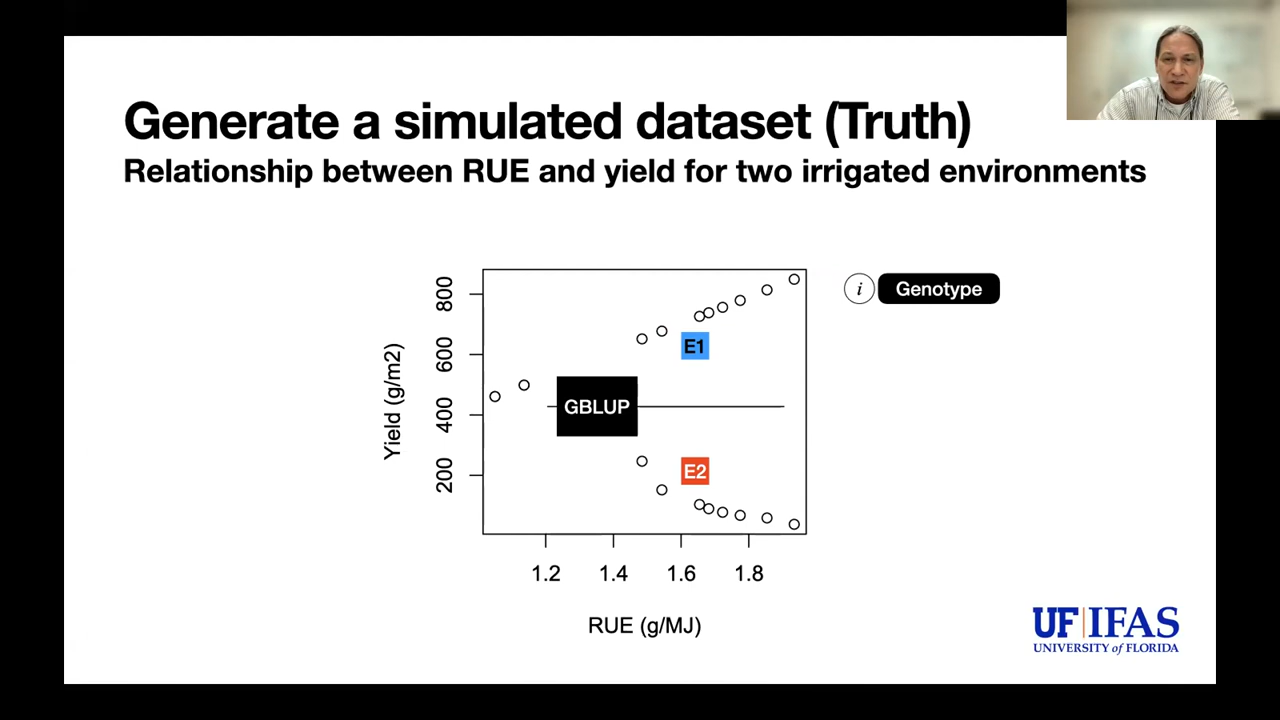 Generate a simulated dataset (Truth)
Relationship between RUE and yield for two irrigated environments
i Genotype
800
600
400
200
Yield (g/m2)
E1
GBLUP
E2
1.2 1.4 1.6 1.8
RUE (g/MJ)
UF|IFAS
UNIVERSITY of FLORIDA